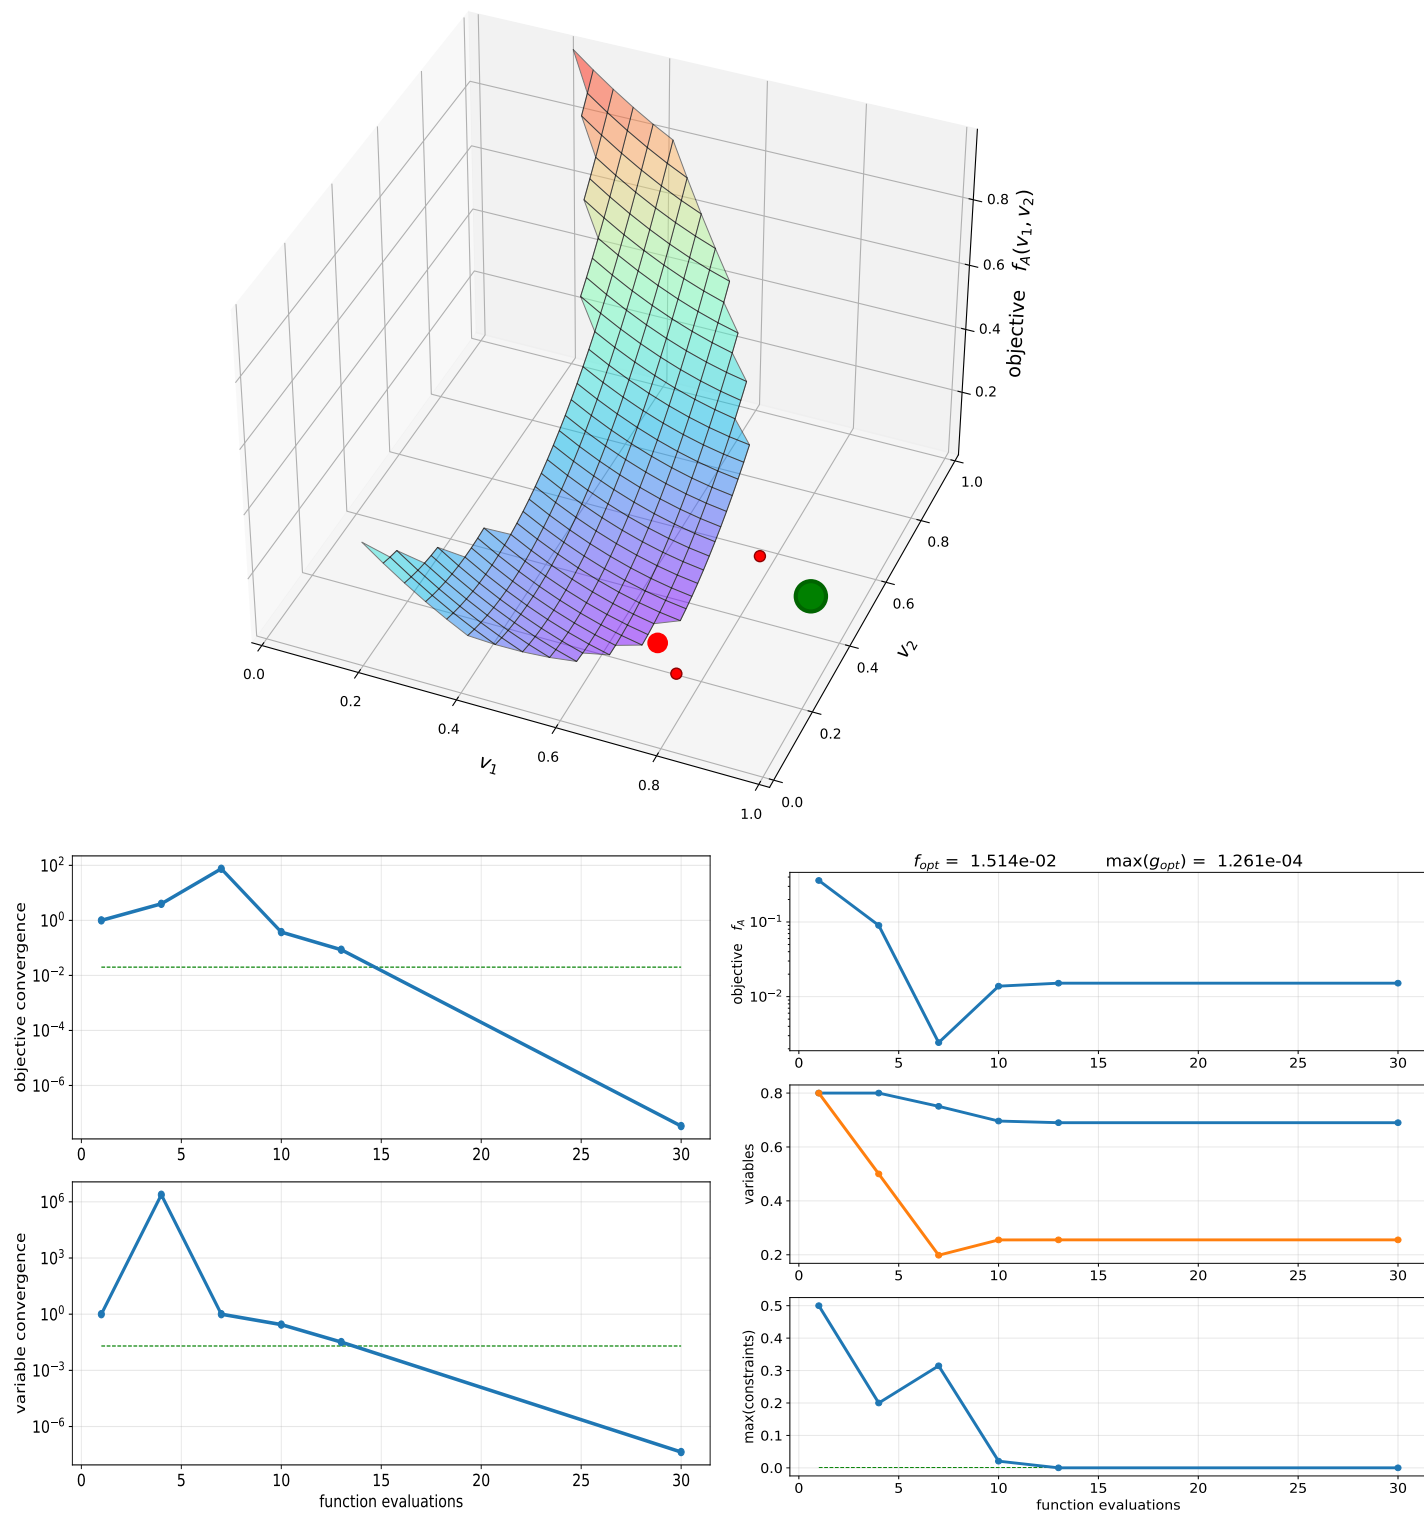 0.8
0.6
0.4
0.2
objective f_A(v_1, v_2)
0.0
0.2
0.4
0.6
0.8
1.0
v_1
0.0
0.2
0.4
0.6
0.8
1.0
v_2
10^2
10^0
10^-2
10^-4
10^-6
objective convergence
0 5 10 15 20 25 30
10^6
10^3
10^0
10^-3
10^-6
variable convergence
0 5 10 15 20 25 30
function evaluations
f_opt = 1.514e-02 max(g_opt) = 1.261e-04
10^-1
10^-2
objective f_A
0 5 10 15 20 25 30
0.8
0.6
0.4
0.2
variables
0 5 10 15 20 25 30
0.5
0.4
0.3
0.2
0.1
0.0
max(constraints)
0 5 10 15 20 25 30
function evaluations